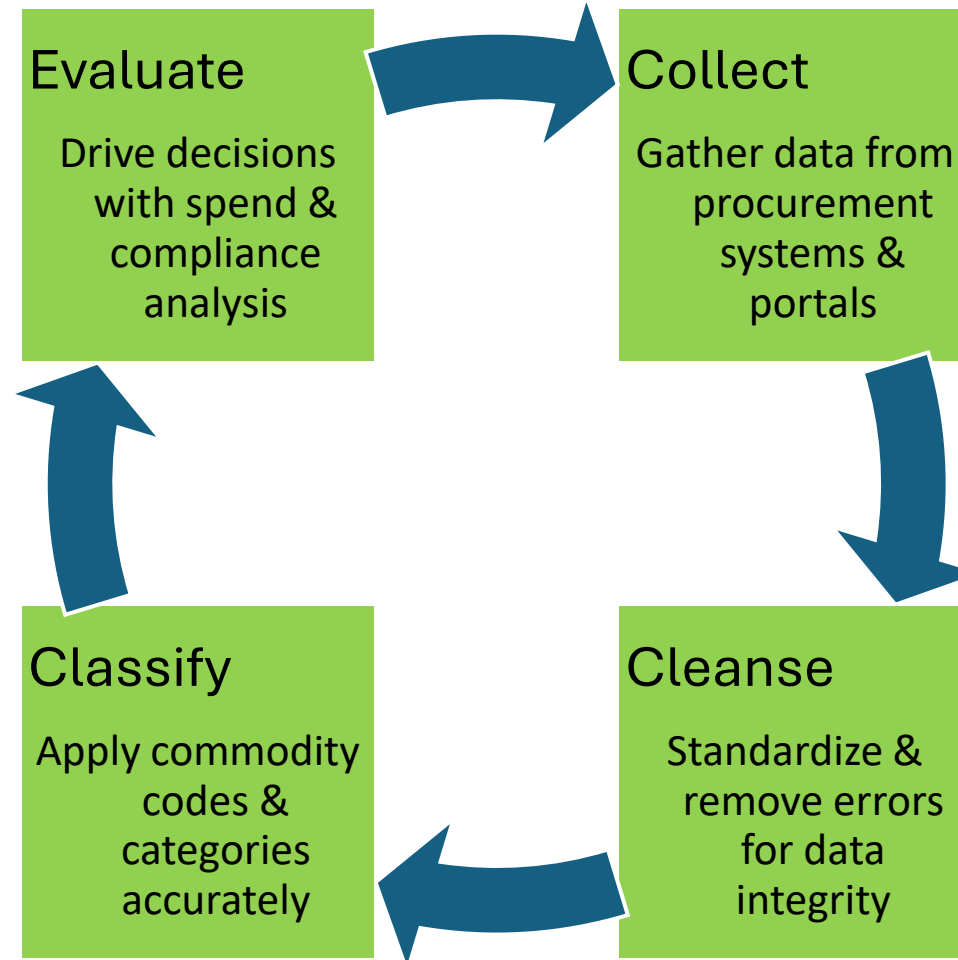 Evaluate
Drive decisions
with spend &
compliance
analysis
Collect
Gather data from
procurement
systems &
portals
Classify
Apply commodity
codes &
categories
accurately
Cleanse
Standardize &
remove errors
for data
integrity